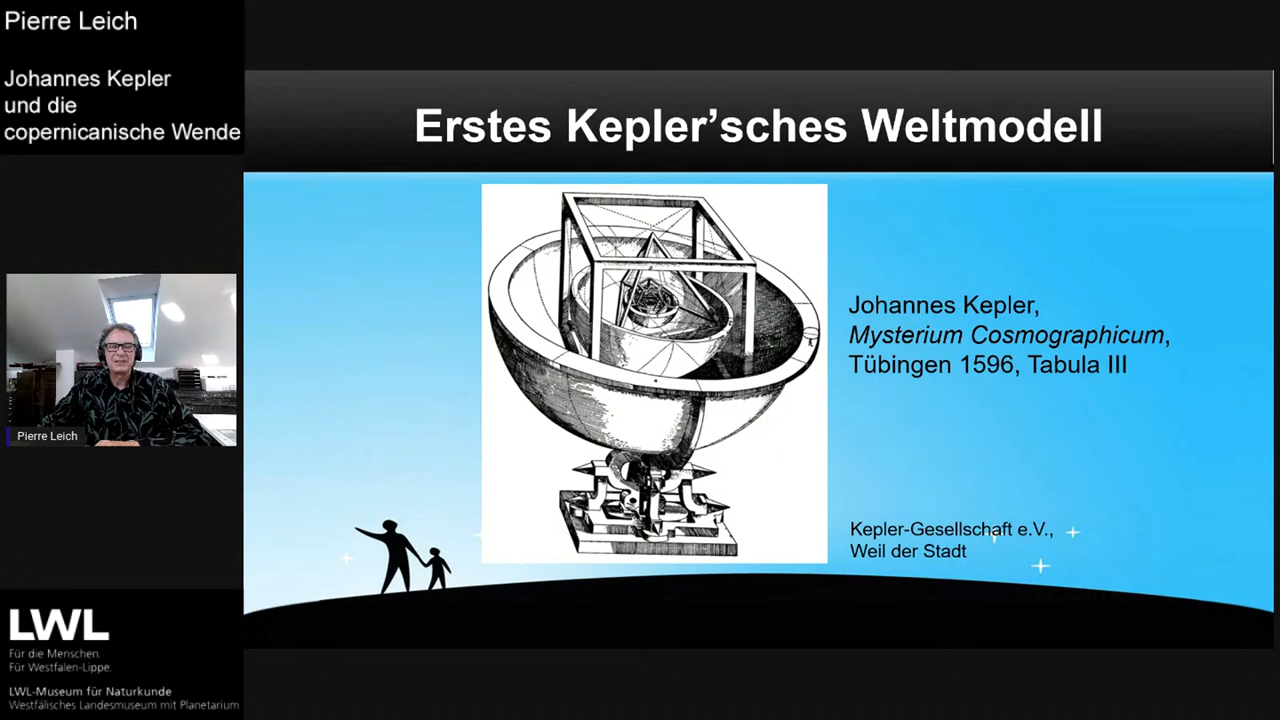 Pierre Leich
Johannes Kepler
und die
copernicanische Wende
Erstes Kepler’sches Weltmodell
Johannes Kepler,
Mysterium Cosmographicum,
Tübingen 1596, Tabula III
Pierre Leich
Kepler-Gesellschaft e.V.,
Weil der Stadt
LWL
Für die Menschen.
Für Westfalen-Lippe.
LWL-Museum für Naturkunde
Westfälisches Landesmuseum mit Planetarium